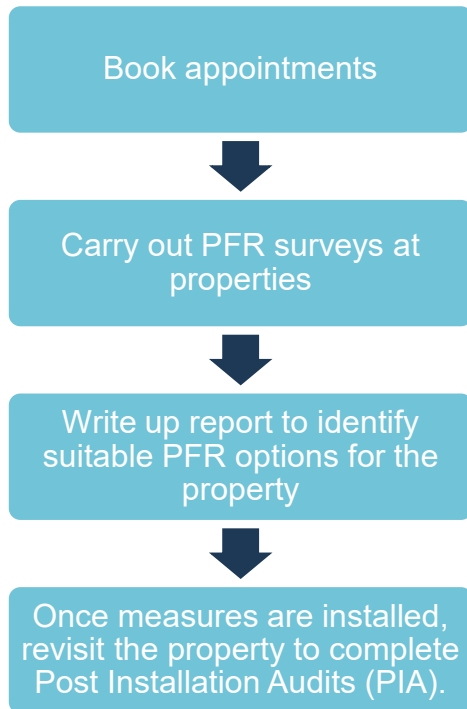 Book appointments
Carry out PFR surveys at
properties
Write up report to identify
suitable PFR options for the
property
Once measures are installed,
revisit the property to complete
Post Installation Audits (PIA).